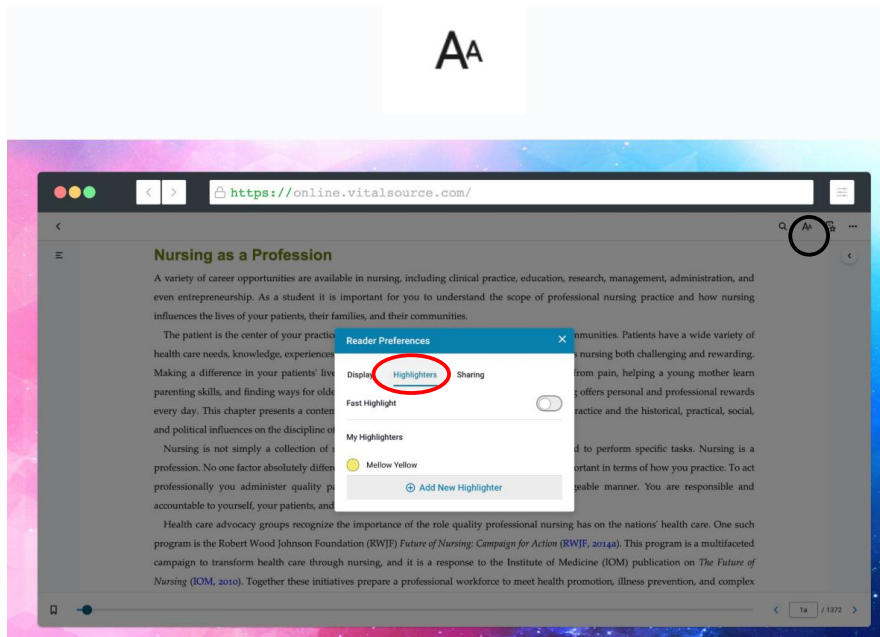 AA
https://online.vitalsource.com/
AA
Nursing as a Profession
A variety of career opportunities are available in nursing, including clinical practice, education, research, management, administration, and
even entrepreneurship. As a student it is important for you to understand the scope of professional nursing practice and how nursing
influences the lives of your patients, their families, and their communities.
The patient is the center of your practic
mmunities. Patients have a wide variety of
health care needs, knowledge, experiences
nursing both challenging and rewarding.
Making a difference in your patients' live
from pain, helping a young mother learn
parenting skills, and finding ways for olde
offers personal and professional rewards
every day. This chapter presents a conten
ractice and the historical, practical, social,
and political influences on the discipline of
Nursing is not simply a collection of
d to perform specific tasks. Nursing is a
profession. No one factor absolutely differe
ortant in terms of how you practice. To act
professionally you administer quality pa
geable manner. You are responsible and
accountable to yourself, your patients, and
Reader Preferences
Display Highlighters Sharing
Fast Highlight
My Highlighters
Mellow Yellow
Add New Highlighter
Health care advocacy groups recognize the importance of the role quality professional nursing has on the nations' health care. One such
program is the Robert Wood Johnson Foundation (RWJF) Future of Nursing: Campaign for Action (RWJF, 2014a). This program is a multifaceted
campaign to transform health care through nursing, and it is a response to the Institute of Medicine (IOM) publication on The Future of
Nursing (IOM, 2010). Together these initiatives prepare a professional workforce to meet health promotion, illness prevention, and complex
1a / 1372